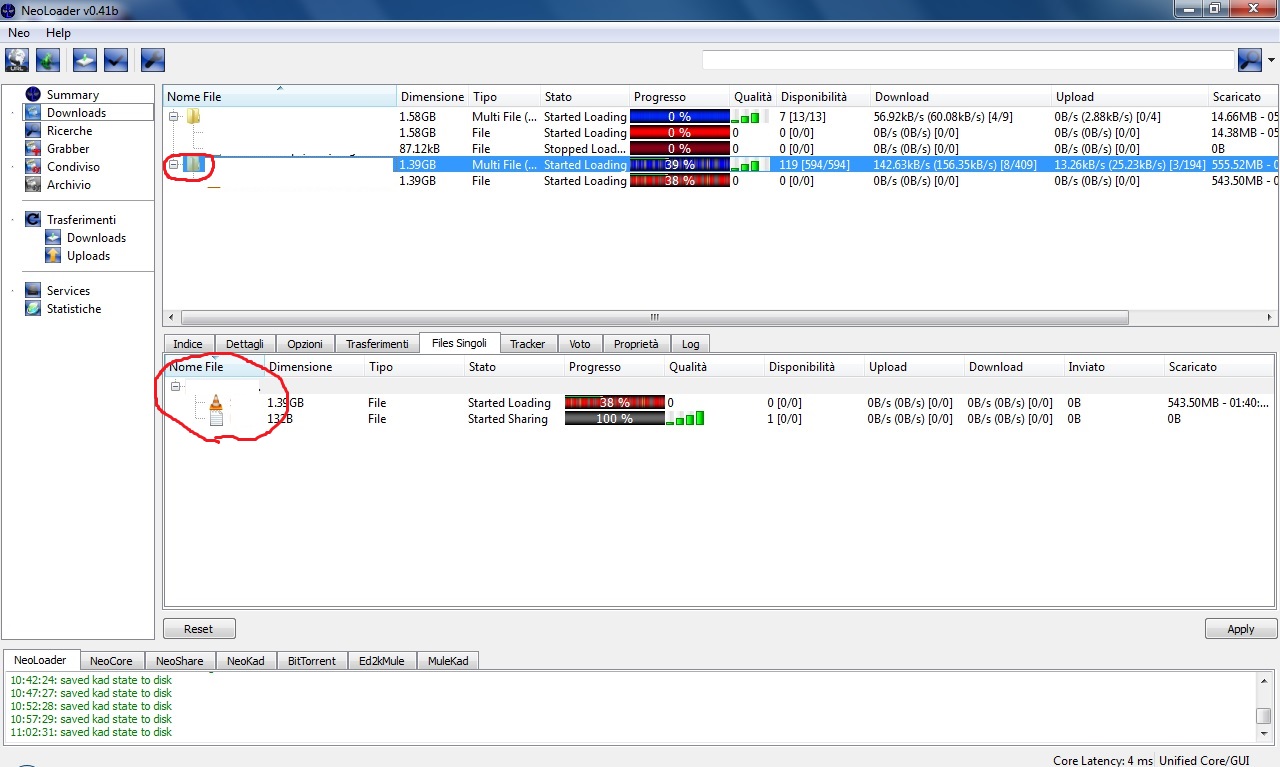 NeoLoader v0.41b
Neo Help
URL
Summary
Downloads
Ricerche
Grabber
Condiviso
Archivio
Trasferimenti
Downloads
Uploads
Services
Statistiche
Nome File Dimensione Tipo Stato Progresso Qualità Disponibilità Download Upload Scaricato
1.58GB Multi File (... Started Loading 0 % 7 [13/13] 56.92kB/s (60.08kB/s) [4/9] 0B/s (2.88kB/s) [0/4] 14.66MB - 05
1.58GB File Started Loading 0 % 0 0 [0/0] 0B/s (0B/s) [0/0] 0B/s (0B/s) [0/0] 14.38MB - 05
87.12kB File Stopped Load... 0 % 0 0 [0/0] 0B/s (0B/s) [0/0] 0B/s (0B/s) [0/0] 0B
1.39GB Multi File (... Started Loading 39 % 119 [594/594] 142.63kB/s (156.35kB/s) [8/409] 13.26kB/s (25.23kB/s) [3/194] 555.52MB - 0
1.39GB File Started Loading 38 % 0 0 [0/0] 0B/s (0B/s) [0/0] 0B/s (0B/s) [0/0] 543.50MB - 0
Indice Dettagli Opzioni Trasferimenti Files Singoli Tracker Voto Proprietà Log
Nome File Dimensione Tipo Stato Progresso Qualità Disponibilità Upload Download Inviato Scaricato
1.39GB File Started Loading 38 % 0 0 [0/0] 0B/s (0B/s) [0/0] 0B/s (0B/s) [0/0] 0B 543.50MB - 01:40:...
132B File Started Sharing 100 % 1 [0/0] 0B/s (0B/s) [0/0] 0B/s (0B/s) [0/0] 0B 0B
Reset Apply
NeoLoader NeoCore NeoShare NeoKad BitTorrent Ed2kMule MuleKad
10:42:24: saved kad state to disk
10:47:27: saved kad state to disk
10:52:28: saved kad state to disk
10:57:29: saved kad state to disk
11:02:31: saved kad state to disk
Core Latency: 4 ms Unified Core/GUI